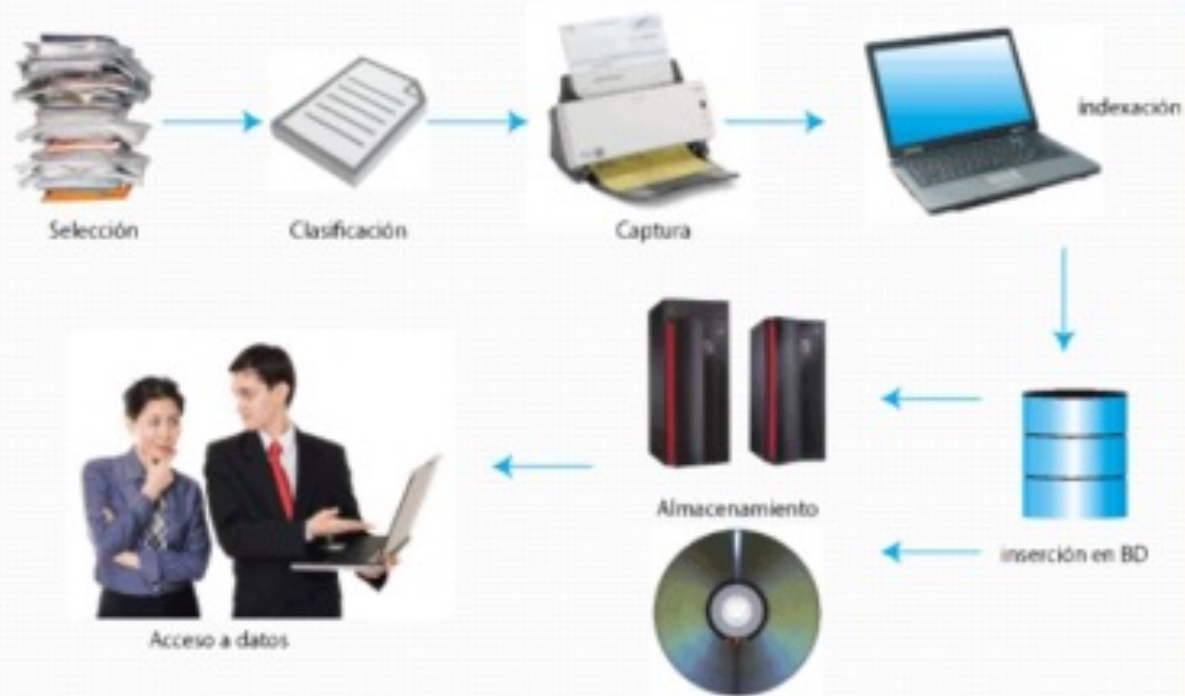 Selección
Clasificación
Captura
indexación
inserción en BD
Almacenamiento
Acceso a datos